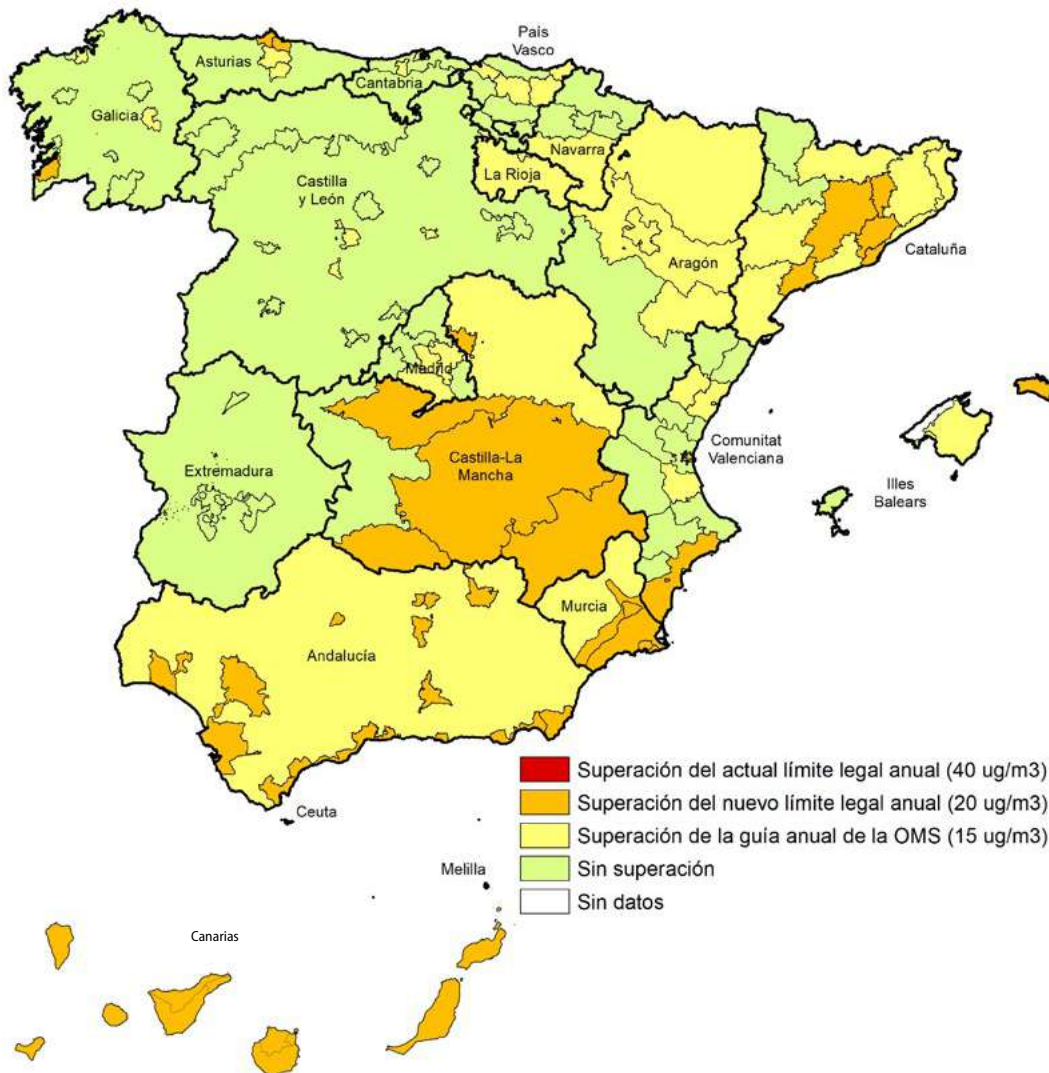 País
Vasco
Asturias
Cantabria
Galicia
Navarra
La Rioja
Castilla
y León
Cataluña
Aragón
Madrid
Comunitat
Valenciana
Castilla-La
Mancha
Extremadura
Illes
Balears
Murcia
Andalucía
Superación del actual límite legal anual (40 ug/m3)
Superación del nuevo límite legal anual (20 ug/m3)
Ceuta
Superación de la guía anual de la OMS (15 ug/m3)
Melilla
Sin superación
Sin datos
Canarias